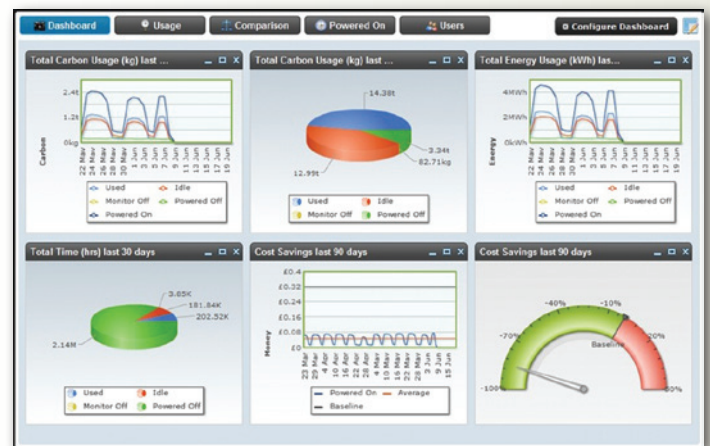 Dashboard
Usage
Comparison
Powered On
Users
Configure Dashboard
Total Carbon Usage (kg) last ...
2.4t
1.2t
0kg
Carbon
22 May
24 May
26 May
28 May
30 May
1 Jun
3 Jun
5 Jun
7 Jun
9 Jun
11 Jun
13 Jun
15 Jun
17 Jun
19 Jun
Used
Idle
Monitor Off
Powered Off
Powered On
Total Carbon Usage (kg) last ...
14.38t
3.34t
82.71kg
12.99t
Used
Idle
Monitor Off
Powered Off
Total Energy Usage (kWh) las...
4kWh
2kWh
0kWh
Energy
22 May
24 May
26 May
28 May
30 May
1 Jun
3 Jun
5 Jun
7 Jun
9 Jun
11 Jun
13 Jun
15 Jun
17 Jun
19 Jun
Used
Idle
Monitor Off
Powered Off
Powered On
Total Time (hrs) last 30 days
3.65K
181.84K
202.52K
2.14M
Used
Idle
Monitor Off
Powered Off
Cost Savings last 90 days
£0.4
£0.32
£0.24
£0.16
£0.08
£0
Money
23 Mar
29 Mar
4 Apr
10 Apr
16 Apr
22 Apr
28 Apr
4 May
10 May
16 May
22 May
28 May
3 Jun
9 Jun
15 Jun
Powered On
Average
Baseline
Cost Savings last 90 days
-40%
-10%
-70%
20%
Baseline
-100%
50%